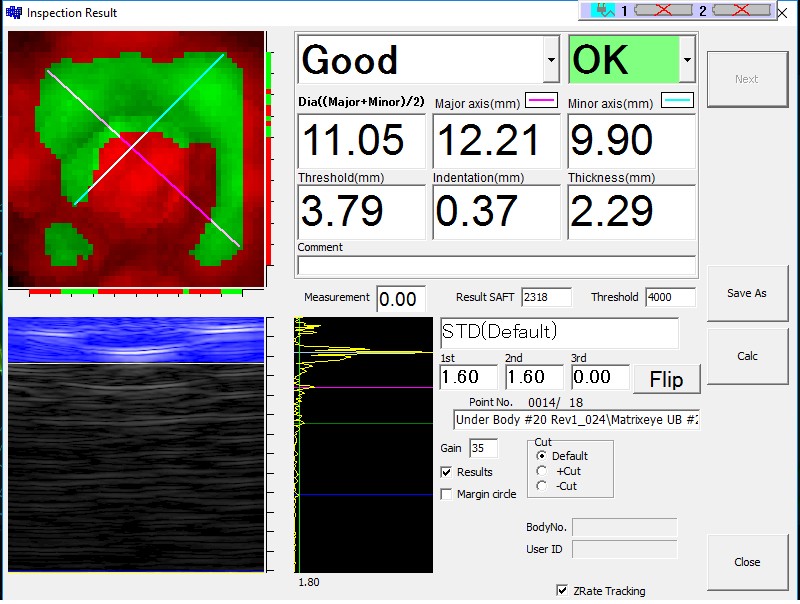 Inspection Result
1 2
Good OK
Next
Dia((Major+Minor)/2) Major axis(mm) Minor axis(mm)
11.05 12.21 9.90
Threshold(mm) Indentation(mm) Thickness(mm)
3.79 0.37 2.29
Comment
Measurement 0.00 Result SAFT 2318 Threshold 4000
Save As
STD(Default)
Calc
1st 2nd 3rd
1.60 1.60 0.00 Flip
Point No. 0014/ 18
Under Body #20 Rev1_024\Matrixeye UB #2
Gain 35
Cut
Default
+Cut
-Cut
Results
Margin circle
BodyNo.
User ID
Close
1.80
ZRate Tracking